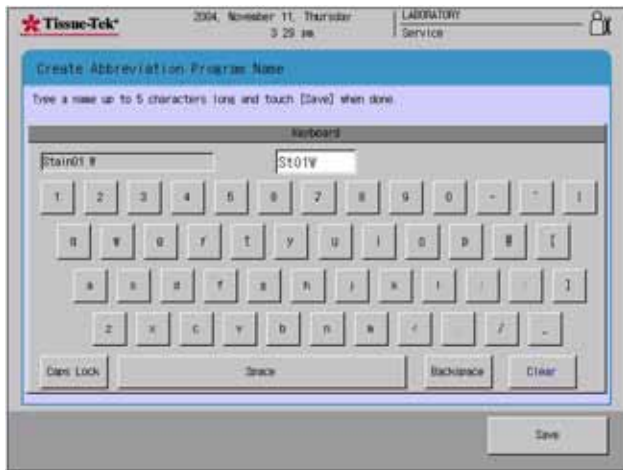 Tissue-Tek
2004, November 11, Thursday
3 29 PM
LABORATORY
Service
Create Abbreviation Program Name
Type a name up to 5 characters long and touch [Save] when done.
Keyboard
Stain01_W
St01W
1 2 3 4 5 6 7 8 9 0 -
q w e r t y u i o p @ [
a s d f g h j k l ]
z x c v b n m / _
Caps Lock
Space
Backspace
Clear
Save